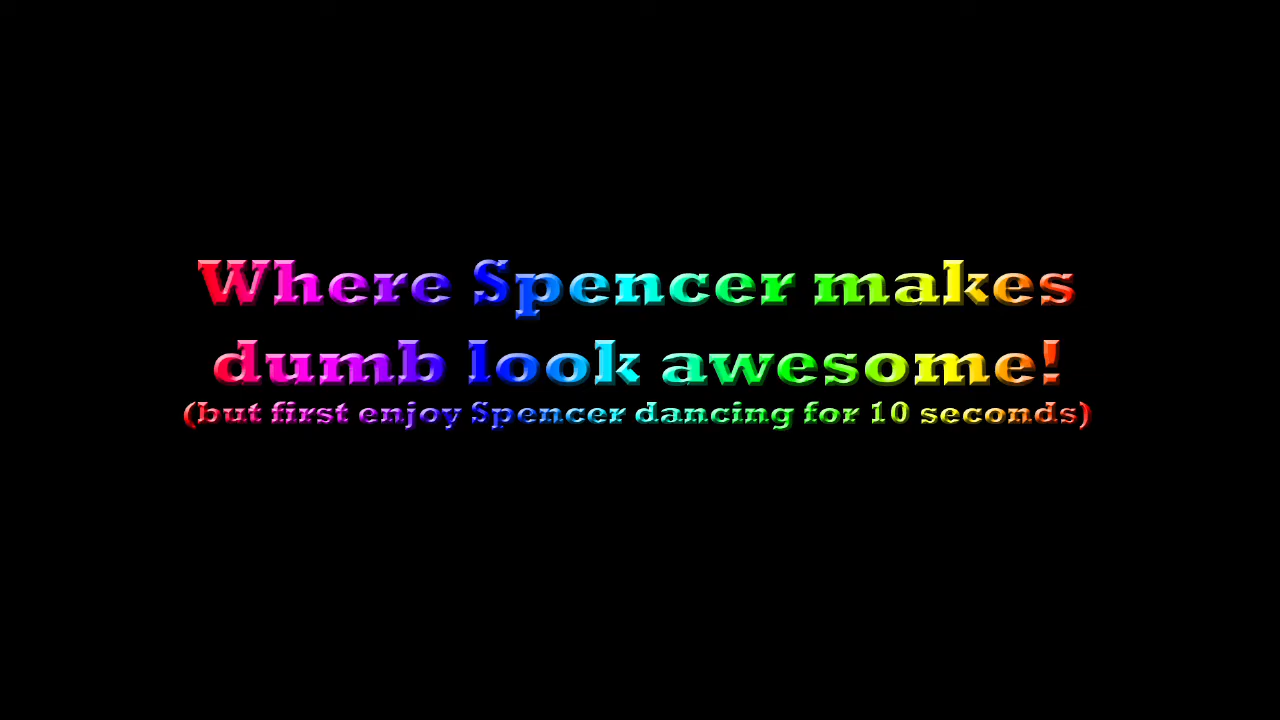 Where Spencer makes
dumb look awesome!
(but first enjoy Spencer dancing for 10 seconds)